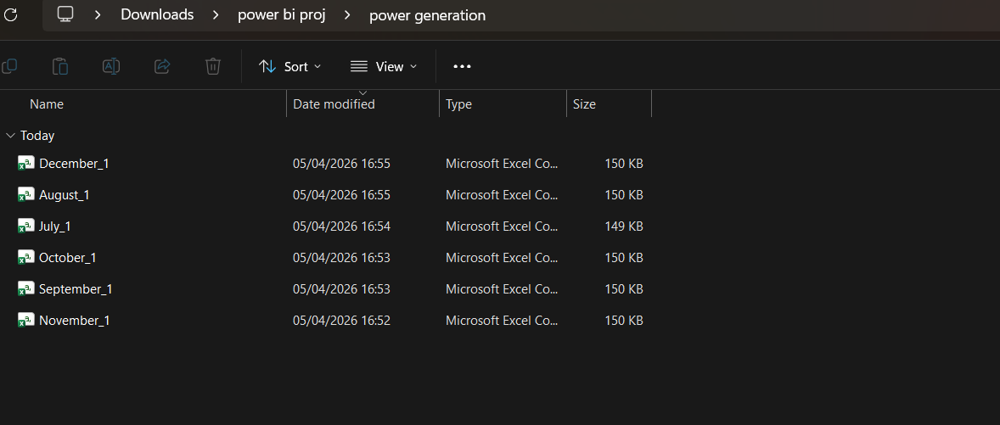 Downloads > power bi proj > power generation
Sort View ...
Name Date modified Type Size
Today
December_1 05/04/2026 16:55 Microsoft Excel Co... 150 KB
August_1 05/04/2026 16:55 Microsoft Excel Co... 150 KB
July_1 05/04/2026 16:54 Microsoft Excel Co... 149 KB
October_1 05/04/2026 16:53 Microsoft Excel Co... 150 KB
September_1 05/04/2026 16:53 Microsoft Excel Co... 150 KB
November_1 05/04/2026 16:52 Microsoft Excel Co... 150 KB